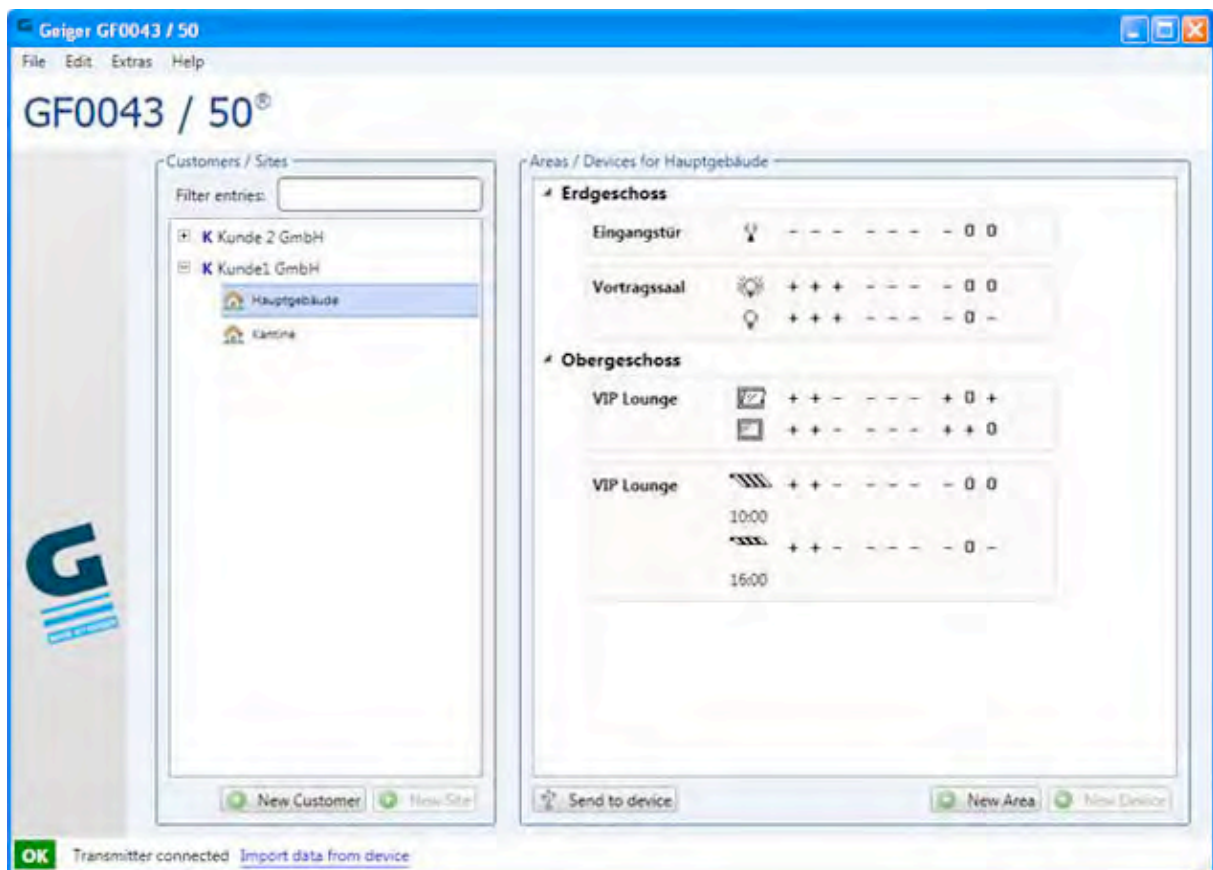 Geiger GF0043 / 50
File Edit Extras Help
GF0043 / 50®
Customers / Sites
Filter entries:
K Kunde 2 GmbH
K Kunde1 GmbH
Hauptgebäude
Kantine
Areas / Devices for Hauptgebäude
Erdgeschoss
Eingangstür - - - - - - - 0 0
Vortragssaal + + + - - - - 0 0
+ + + - - - - 0 -
Obergeschoss
VIP Lounge + + - - - - + 0 +
+ + - - - - + + 0
VIP Lounge + + - - - - - 0 0
10:00
+ + - - - - - 0 -
16:00
New Customer New Site
Send to device New Area New Device
OK Transmitter connected Import data from device